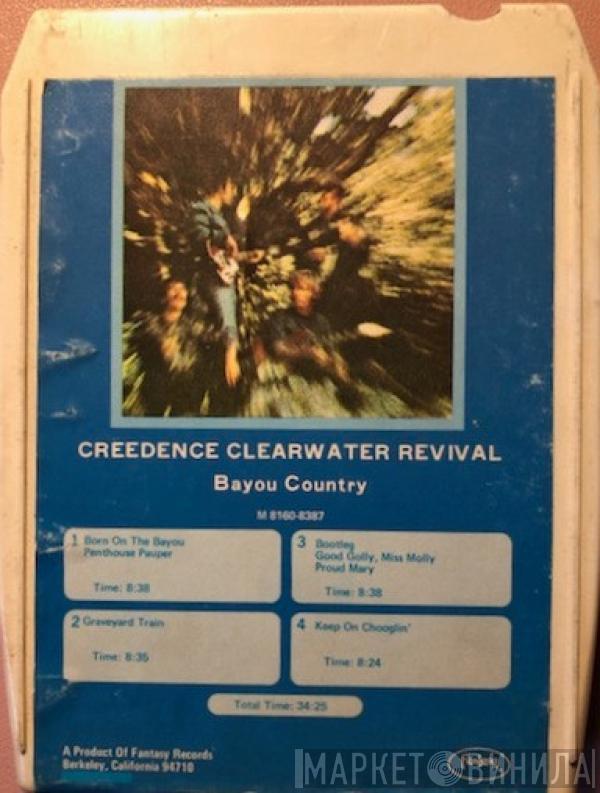 CREEDENCE CLEARWATER REVIVAL
Bayou Country
M 8160-8387
1 Born On The Bayou
Penthouse Pauper
Time: 8:38
2 Graveyard Train
Time: 8:35
3 Bootleg
Good Golly, Miss Molly
Proud Mary
Time: 8:38
4 Keep On Chooglin'
Time: 8:24
Total Time: 34:25
A Product Of Fantasy Records
Berkeley, California 94710
МАРКЕТ ВИНИЛА